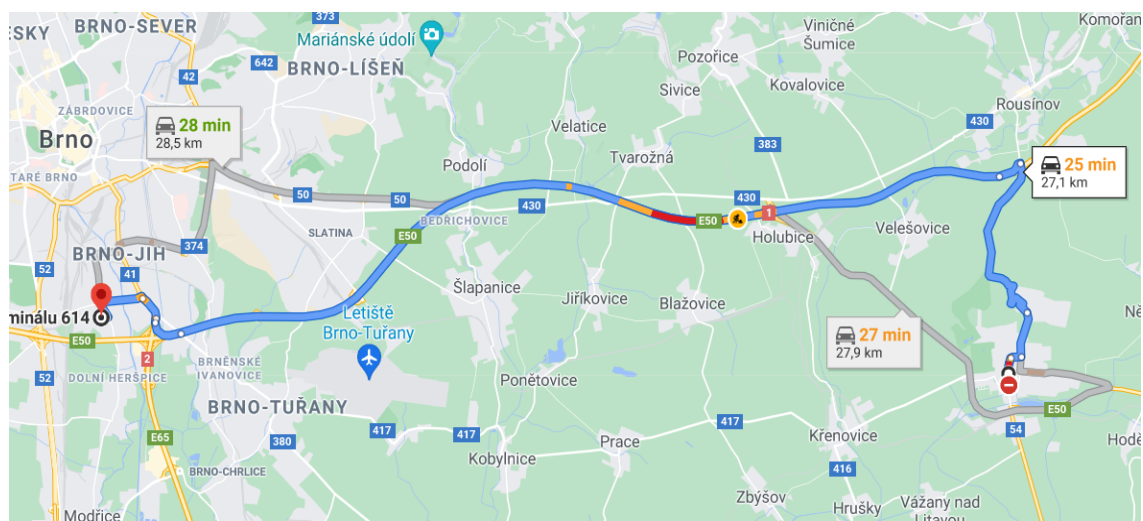 ESKY
BRNO-SEVER
373
Mariánské údolí
Viničné
Šumice
Komořan
Pozořice
642
BRNO-LÍŠEŇ
42
Sivice
Kovalovice
ZÁBRDOVICE
Rousínov
28 min
28,5 km
Brno
Velatice
430
383
Tvarožná
25 min
27,1 km
TARÉ BRNO
Podolí
50
50
430
430
BEDŘICHOVICE
E50
1
SLATINA
E50
Holubice
Velešovice
374
BRNO-JIH
52
41
Šlapanice
Jiříkovice
Blažovice
minálu 614
Letiště
Brno-Tuřany
27 min
27,9 km
Ně
E50
2
BRNĚNSKÉ
IVANOVICE
DOLNÍ HERŠPICE
52
Ponětovice
BRNO-TUŘANY
E50
417
417
417
54
E65
380
Prace
Křenovice
Hodě
Kobylnice
416
BRNO-CHRLICE
Zbýšov
Hrušky
Vážany nad
Litavou
Modřice